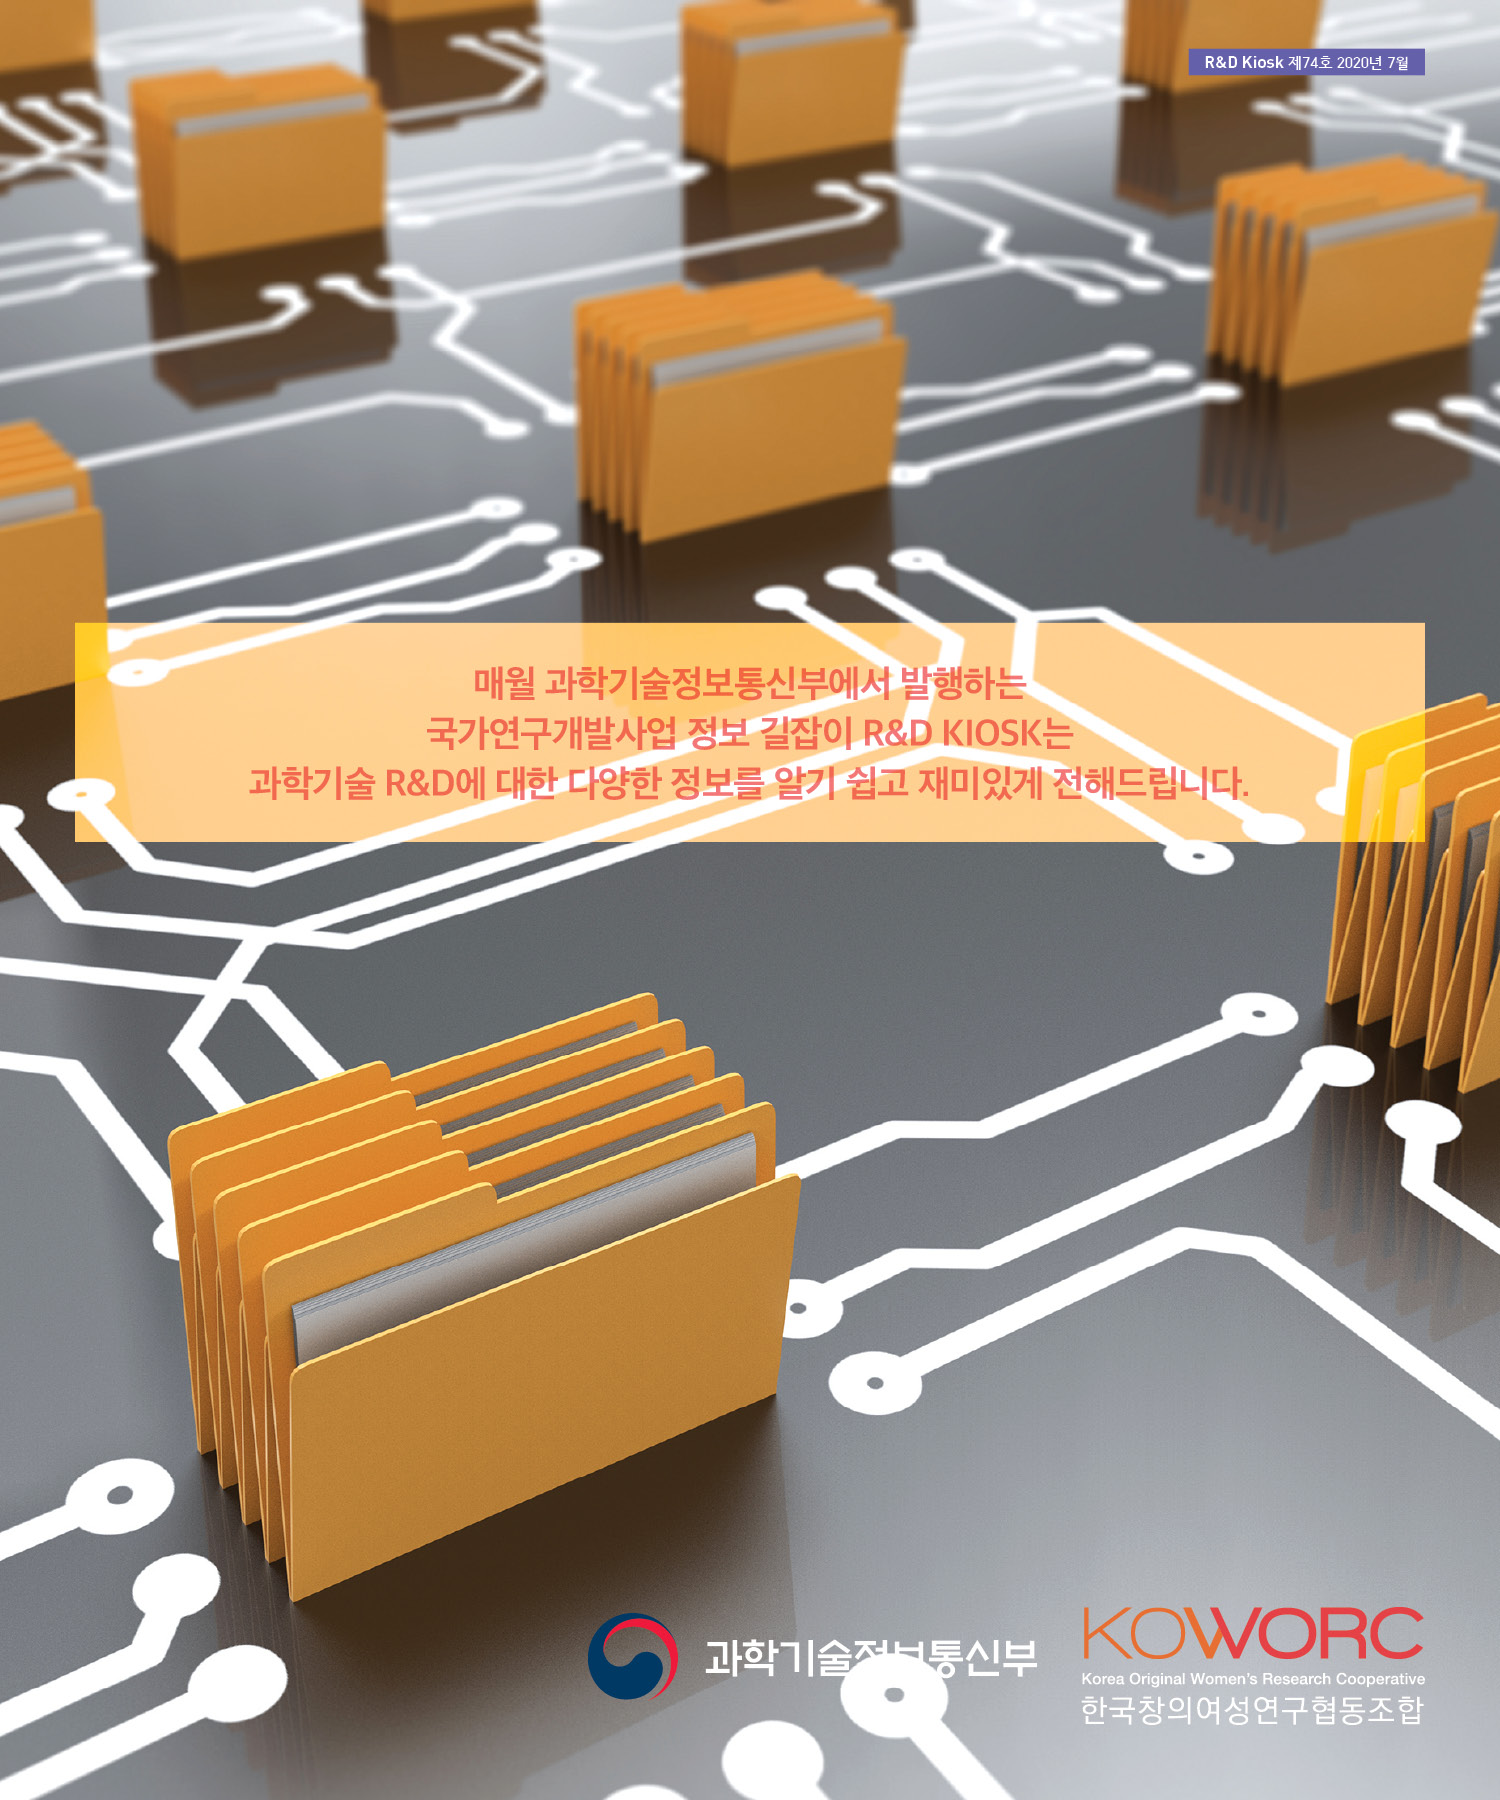 R&D Kiosk 제74호 2020년 7월
매월 과학기술정보통신부에서 발행하는
국가연구개발사업 정보 길잡이 R&D KIOSK는
과학기술 R&D에 대한 다양한 정보를 알기 쉽고 재미있게 전해드립니다.
과학기술정보통신부
KOWORC
Korea Original Women's Research Cooperative
한국창의여성연구협동조합